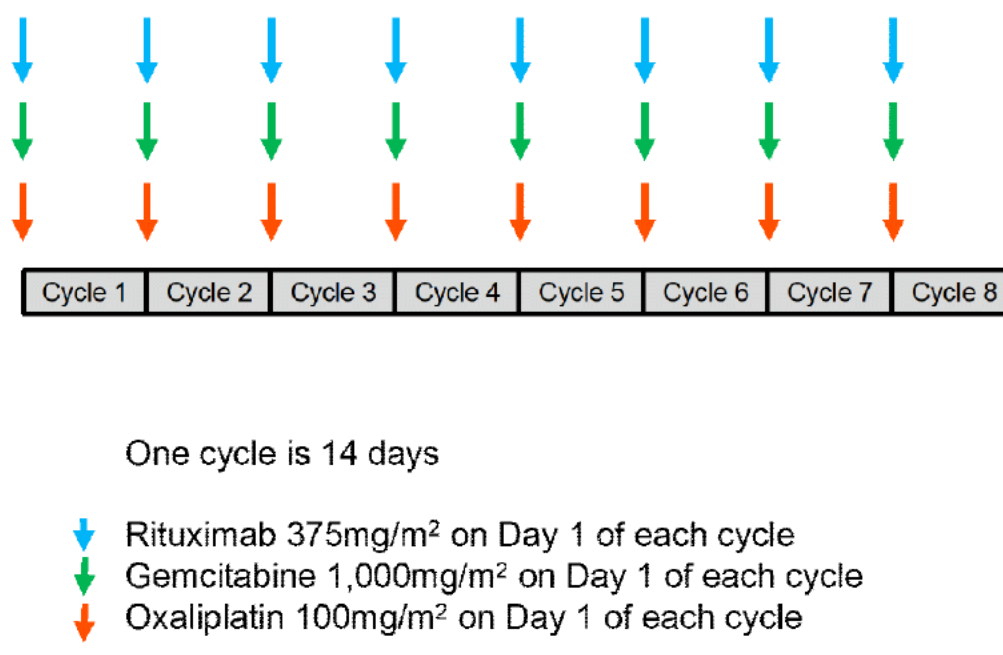 Cycle 1 Cycle 2 Cycle 3 Cycle 4 Cycle 5 Cycle 6 Cycle 7 Cycle 8
One cycle is 14 days
Rituximab 375mg/m² on Day 1 of each cycle
Gemcitabine 1,000mg/m² on Day 1 of each cycle
Oxaliplatin 100mg/m² on Day 1 of each cycle